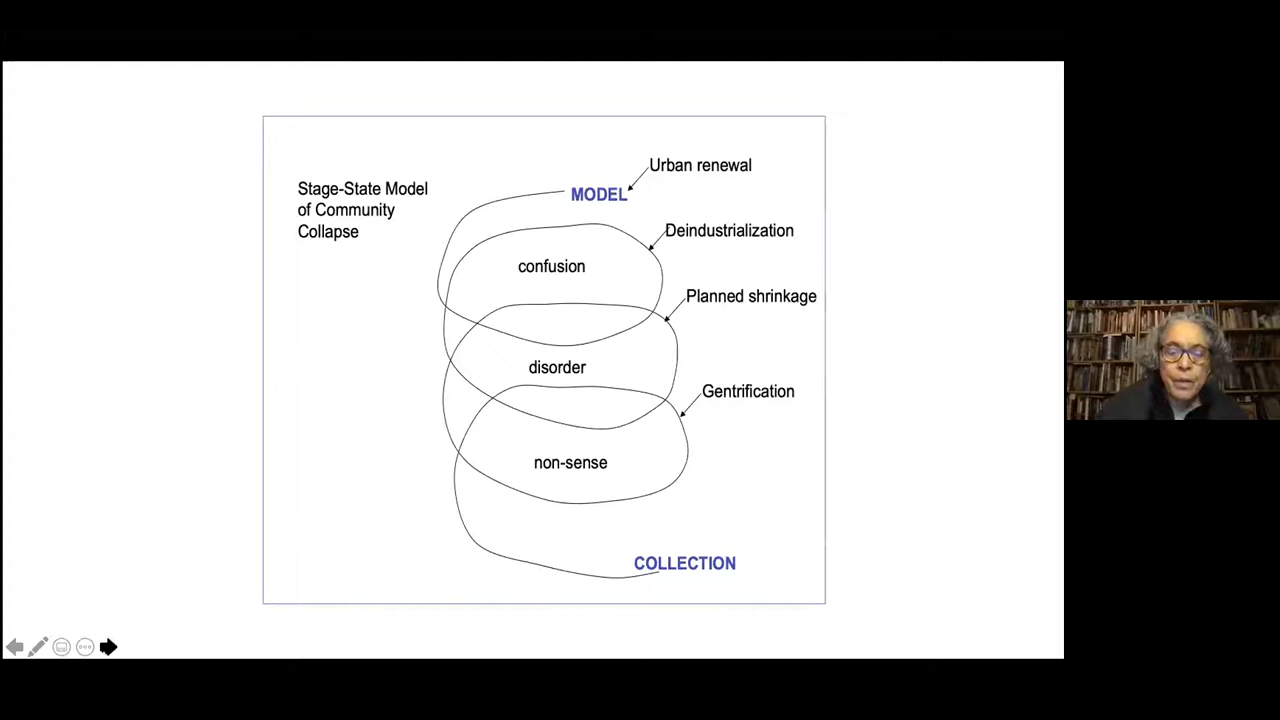 Urban renewal
Stage-State Model
of Community
Collapse
MODEL
Deindustrialization
confusion
Planned shrinkage
disorder
Gentrification
non-sense
COLLECTION